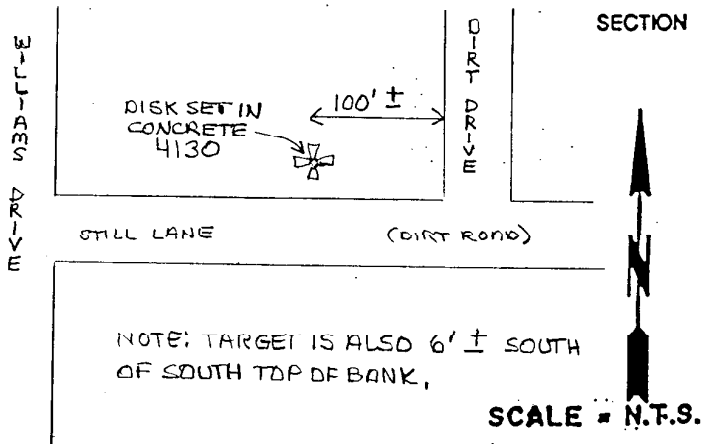 SECTION
WILLIAMS DRIVE
DIRT DRIVE
100' ±
DISK SET IN
CONCRETE
4130
STILL LANE
(DIRT ROAD)
N
NOTE: TARGET IS ALSO 6' ± SOUTH
OF SOUTH TOP OF BANK.
SCALE = N.T.S.